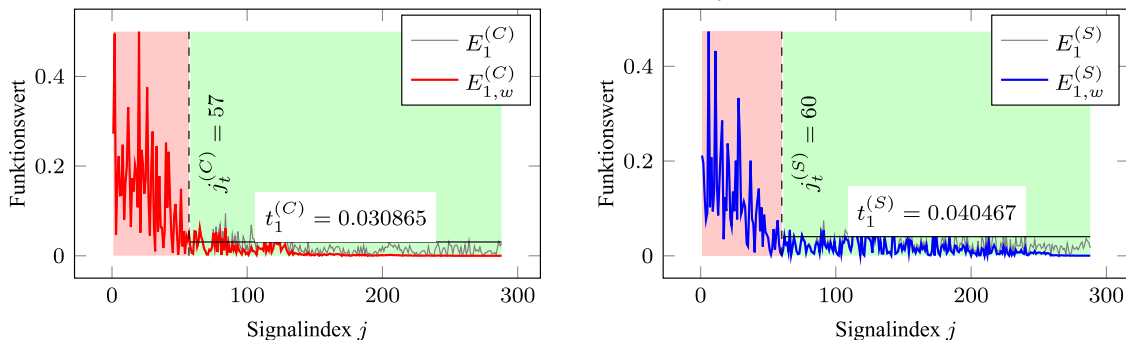 Funktionswert
0.4
0.2
0
E_1^{(C)}
E_{1,w}^{(C)}
j_t^{(C)} = 57
t_1^{(C)} = 0.030865
0 100 200 300
Signalindex j
Funktionswert
0.4
0.2
0
E_1^{(S)}
E_{1,w}^{(S)}
j_t^{(S)} = 60
t_1^{(S)} = 0.040467
0 100 200 300
Signalindex j